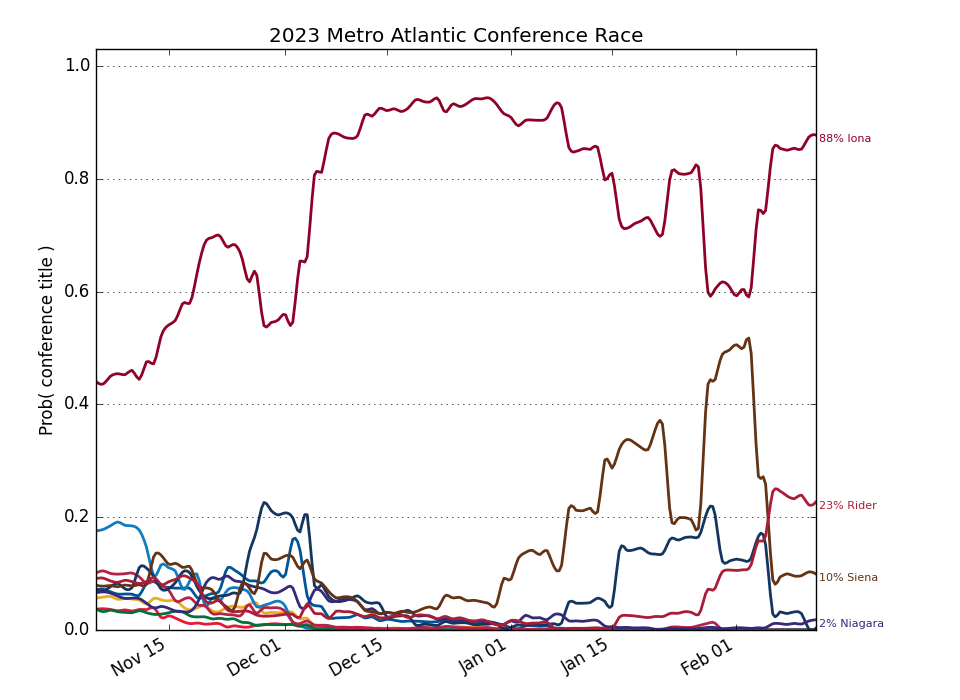 2023 Metro Atlantic Conference Race
Prob( conference title )
1.0
0.8
0.6
0.4
0.2
0.0
Nov 15
Dec 01
Dec 15
Jan 01
Jan 15
Feb 01
88% Iona
23% Rider
10% Siena
2% Niagara